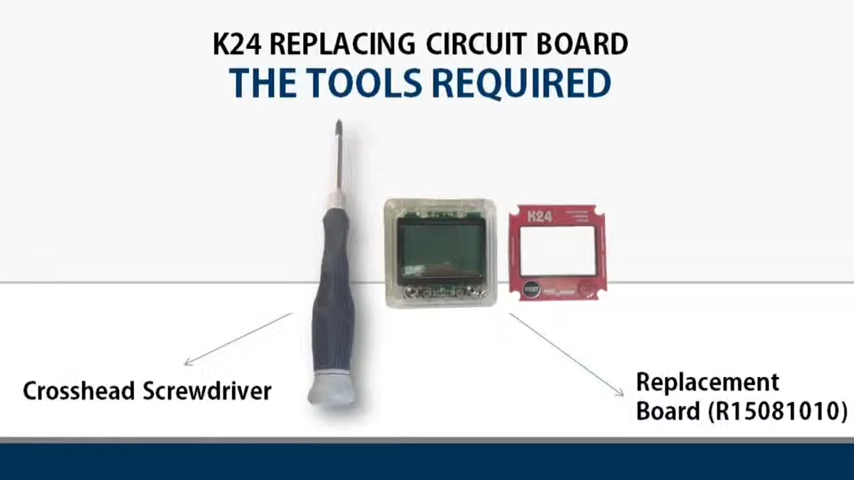 K24 REPLACING CIRCUIT BOARD
THE TOOLS REQUIRED
K24
Crosshead Screwdriver
Replacement
Board (R15081010)